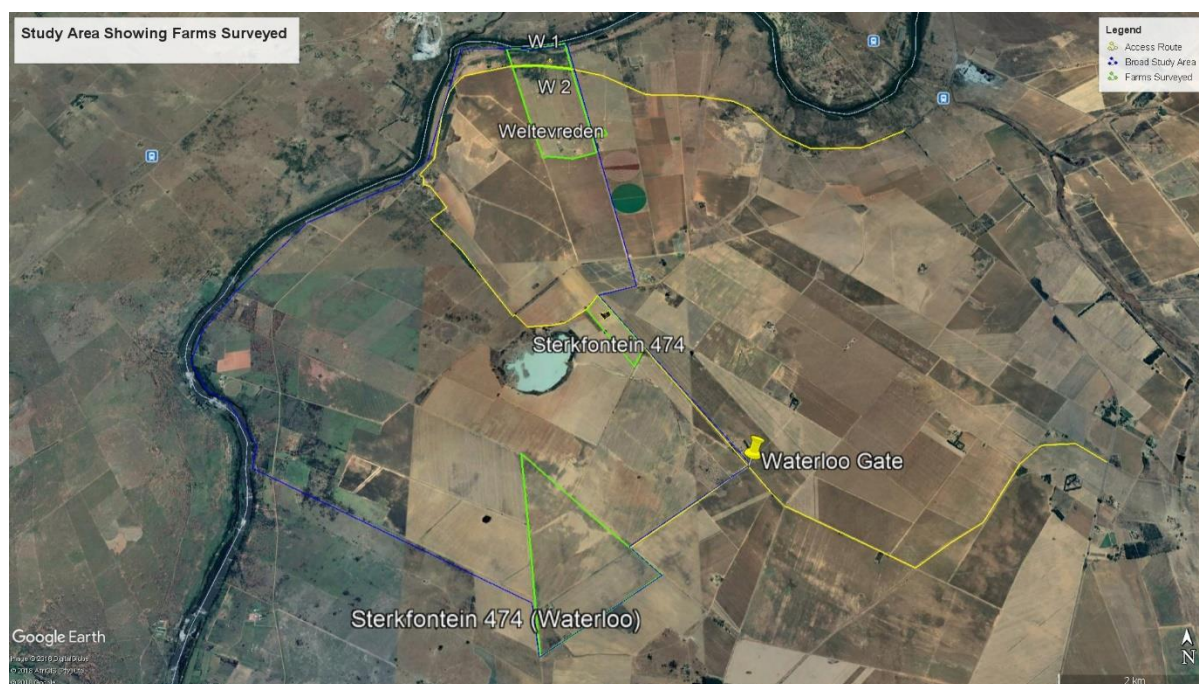 Study Area Showing Farms Surveyed
Legend
Access Route
Broad Study Area
Farms Surveyed
W 1
W 2
Weltevreden
Sterkfontein 474
Waterloo Gate
Sterkfontein 474 (Waterloo)
Google Earth
N
2 km